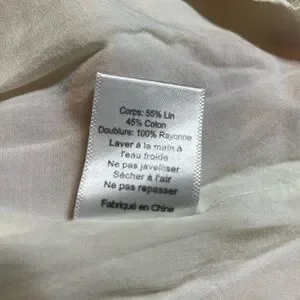 Corps: 55% Lin
45% Coton
Doublure: 100% Rayonne
Laver à la main à
l'eau froide
Ne pas javelliser
Sècher à l'air
Ne pas repasser
Fabriqué en Chine